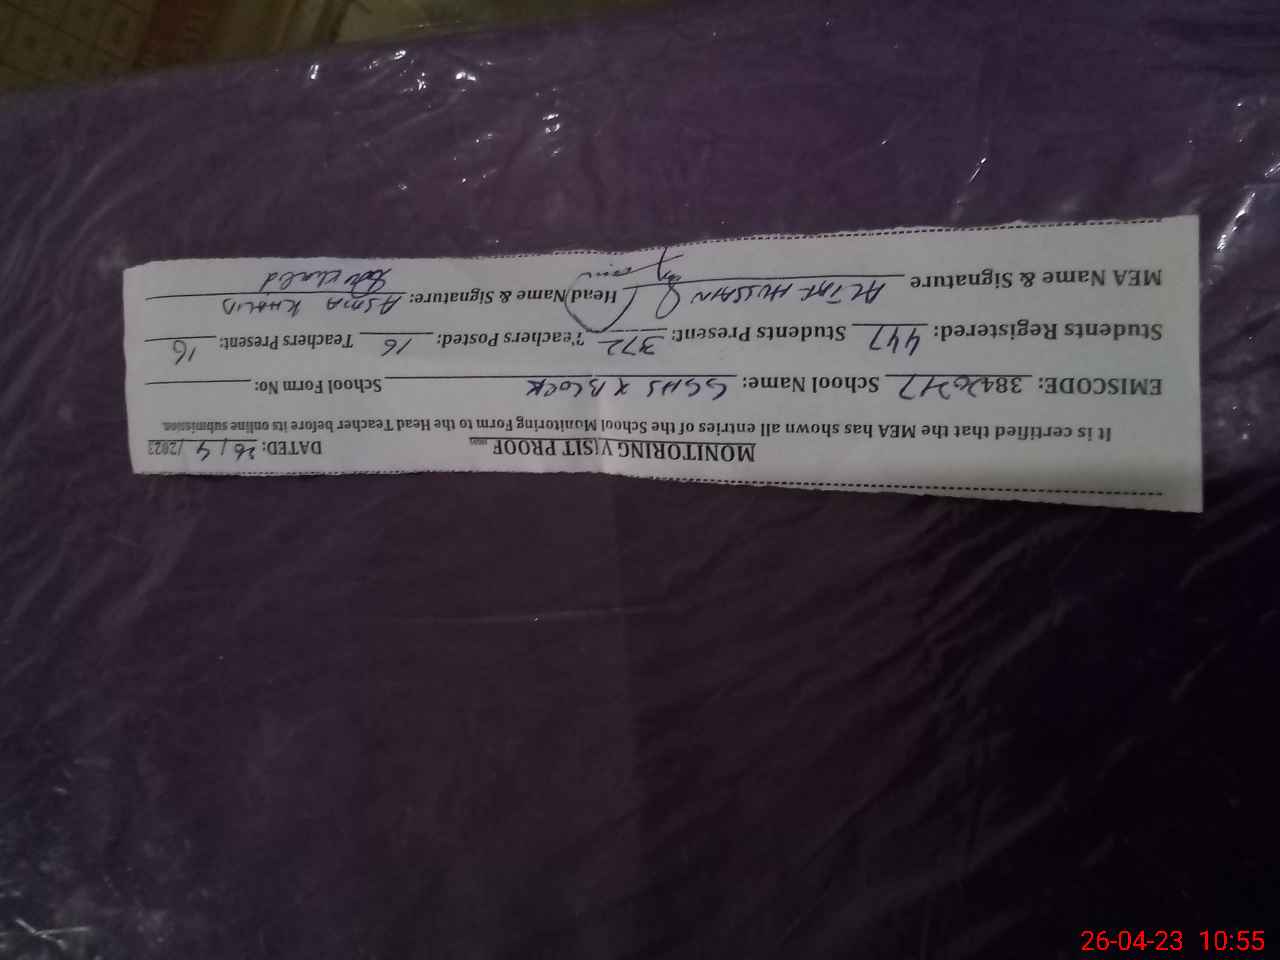 MONITORING VISIT PROOF DATED: 26/4/2023
It is certified that the MEA has shown all entries of the School Monitoring Form to the Head Teacher before its online submission.
EMISCODE: School Name: GGHS X BLOCK School Form No:
Students Registered: 447 Students Present: 372 Teachers Posted: 16 Teachers Present: 16
MEA Name & Signature ALTAF HUSSAIN Head Name & Signature: ASMA KHALID
Khalid
26-04-23 10:55